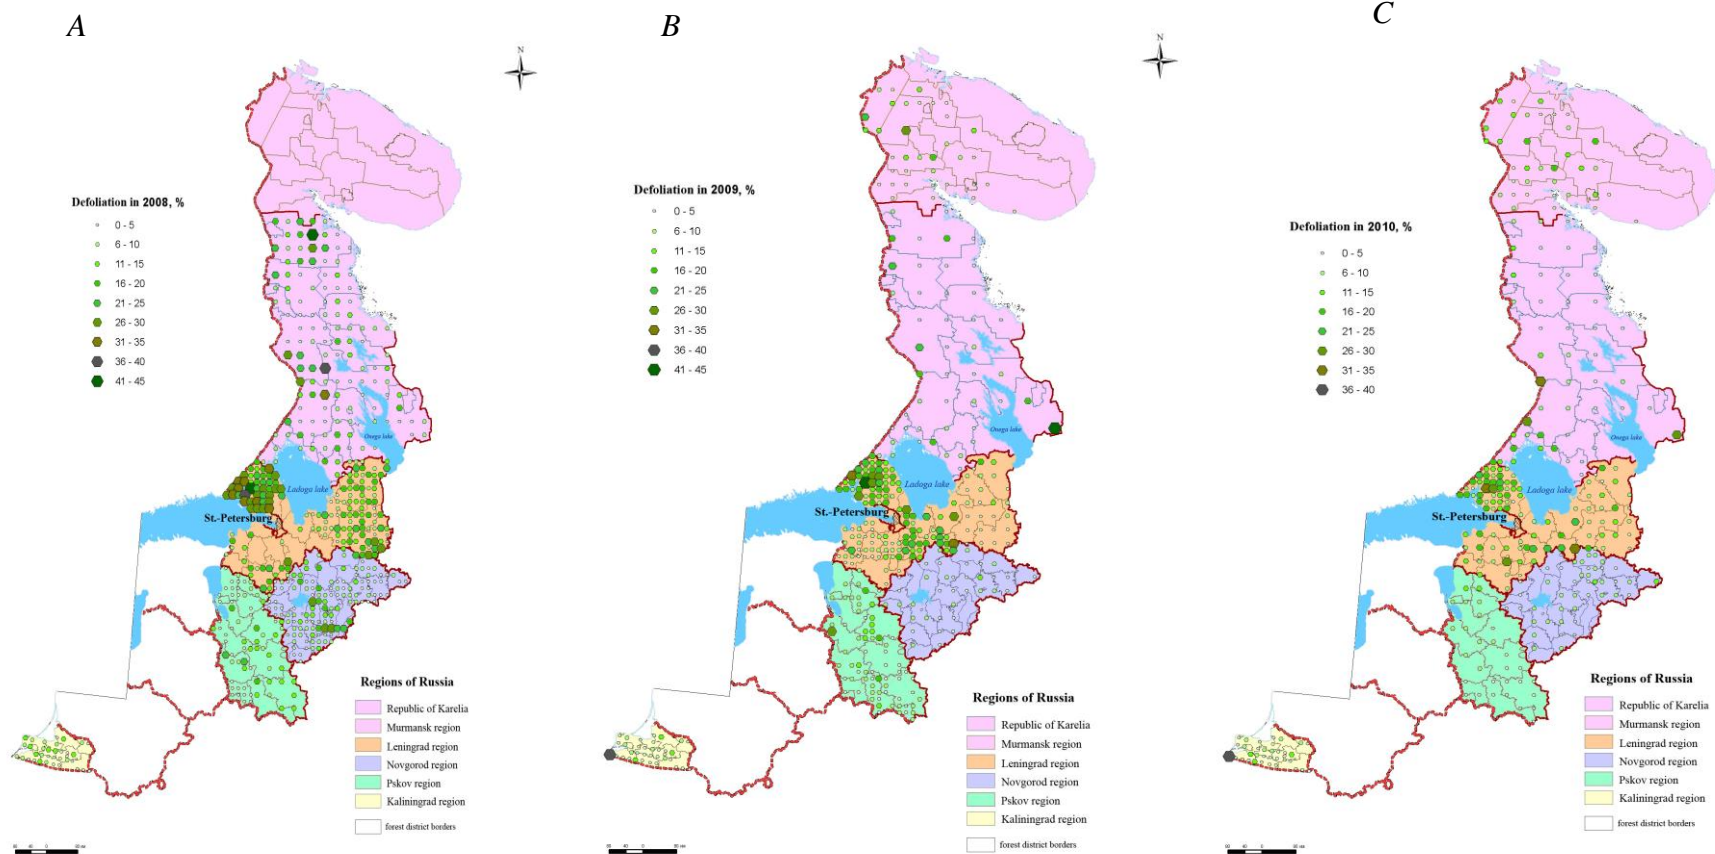 A
N
Defoliation in 2008, %
0 - 5
6 - 10
11 - 15
16 - 20
21 - 25
26 - 30
31 - 35
36 - 40
41 - 45
Onega lake
Ladoga lake
St.-Petersburg
Regions of Russia
Republic of Karelia
Murmansk region
Leningrad region
Novgorod region
Pskov region
Kaliningrad region
forest district borders
B
N
Defoliation in 2009, %
0 - 5
6 - 10
11 - 15
16 - 20
21 - 25
26 - 30
31 - 35
36 - 40
41 - 45
Onega lake
Ladoga lake
St.-Petersburg
Regions of Russia
Republic of Karelia
Murmansk region
Leningrad region
Novgorod region
Pskov region
Kaliningrad region
forest district borders
C
Defoliation in 2010, %
0 - 5
6 - 10
11 - 15
16 - 20
21 - 25
26 - 30
31 - 35
36 - 40
Onega lake
Ladoga lake
St.-Petersburg
Regions of Russia
Republic of Karelia
Murmansk region
Leningrad region
Novgorod region
Pskov region
Kaliningrad region
forest district borders